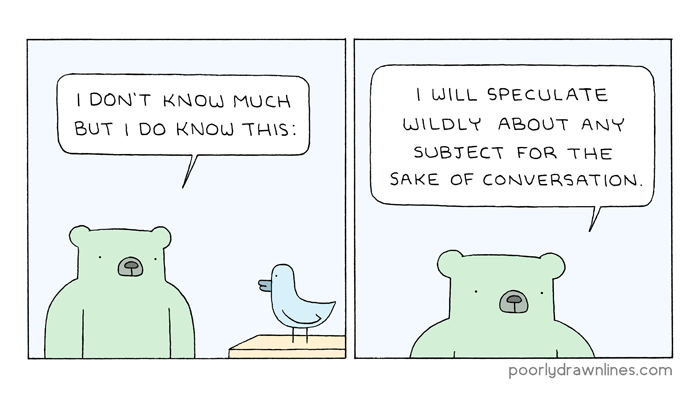 I DON'T KNOW MUCH
BUT I DO KNOW THIS:
I WILL SPECULATE
WILDLY ABOUT ANY
SUBJECT FOR THE
SAKE OF CONVERSATION.
poorlydrawnlines.com